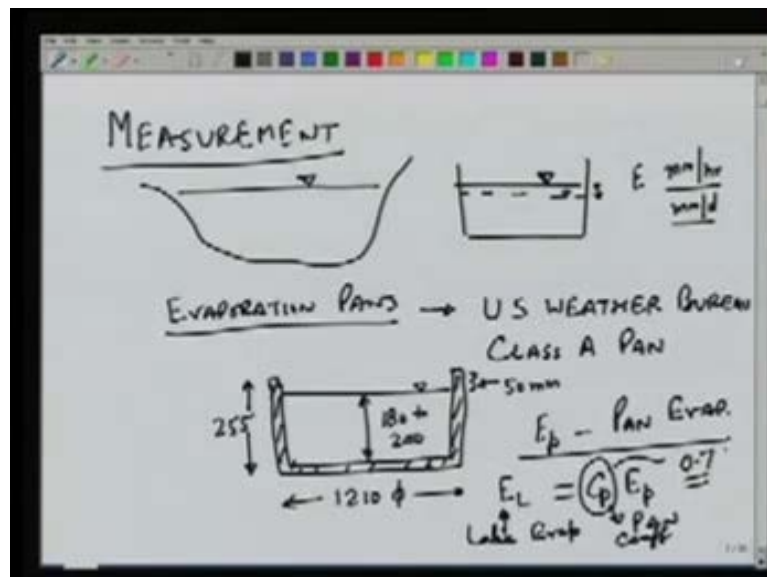 MEASUREMENT
E mm/hr
mm/d
EVAPORATION PANS → US WEATHER BUREAU
CLASS A PAN
50mm
255
180 to
200
Ep - PAN EVAP.
1210 φ
EL = Cp Ep 0.7
Lake Evap PAN
Coeff